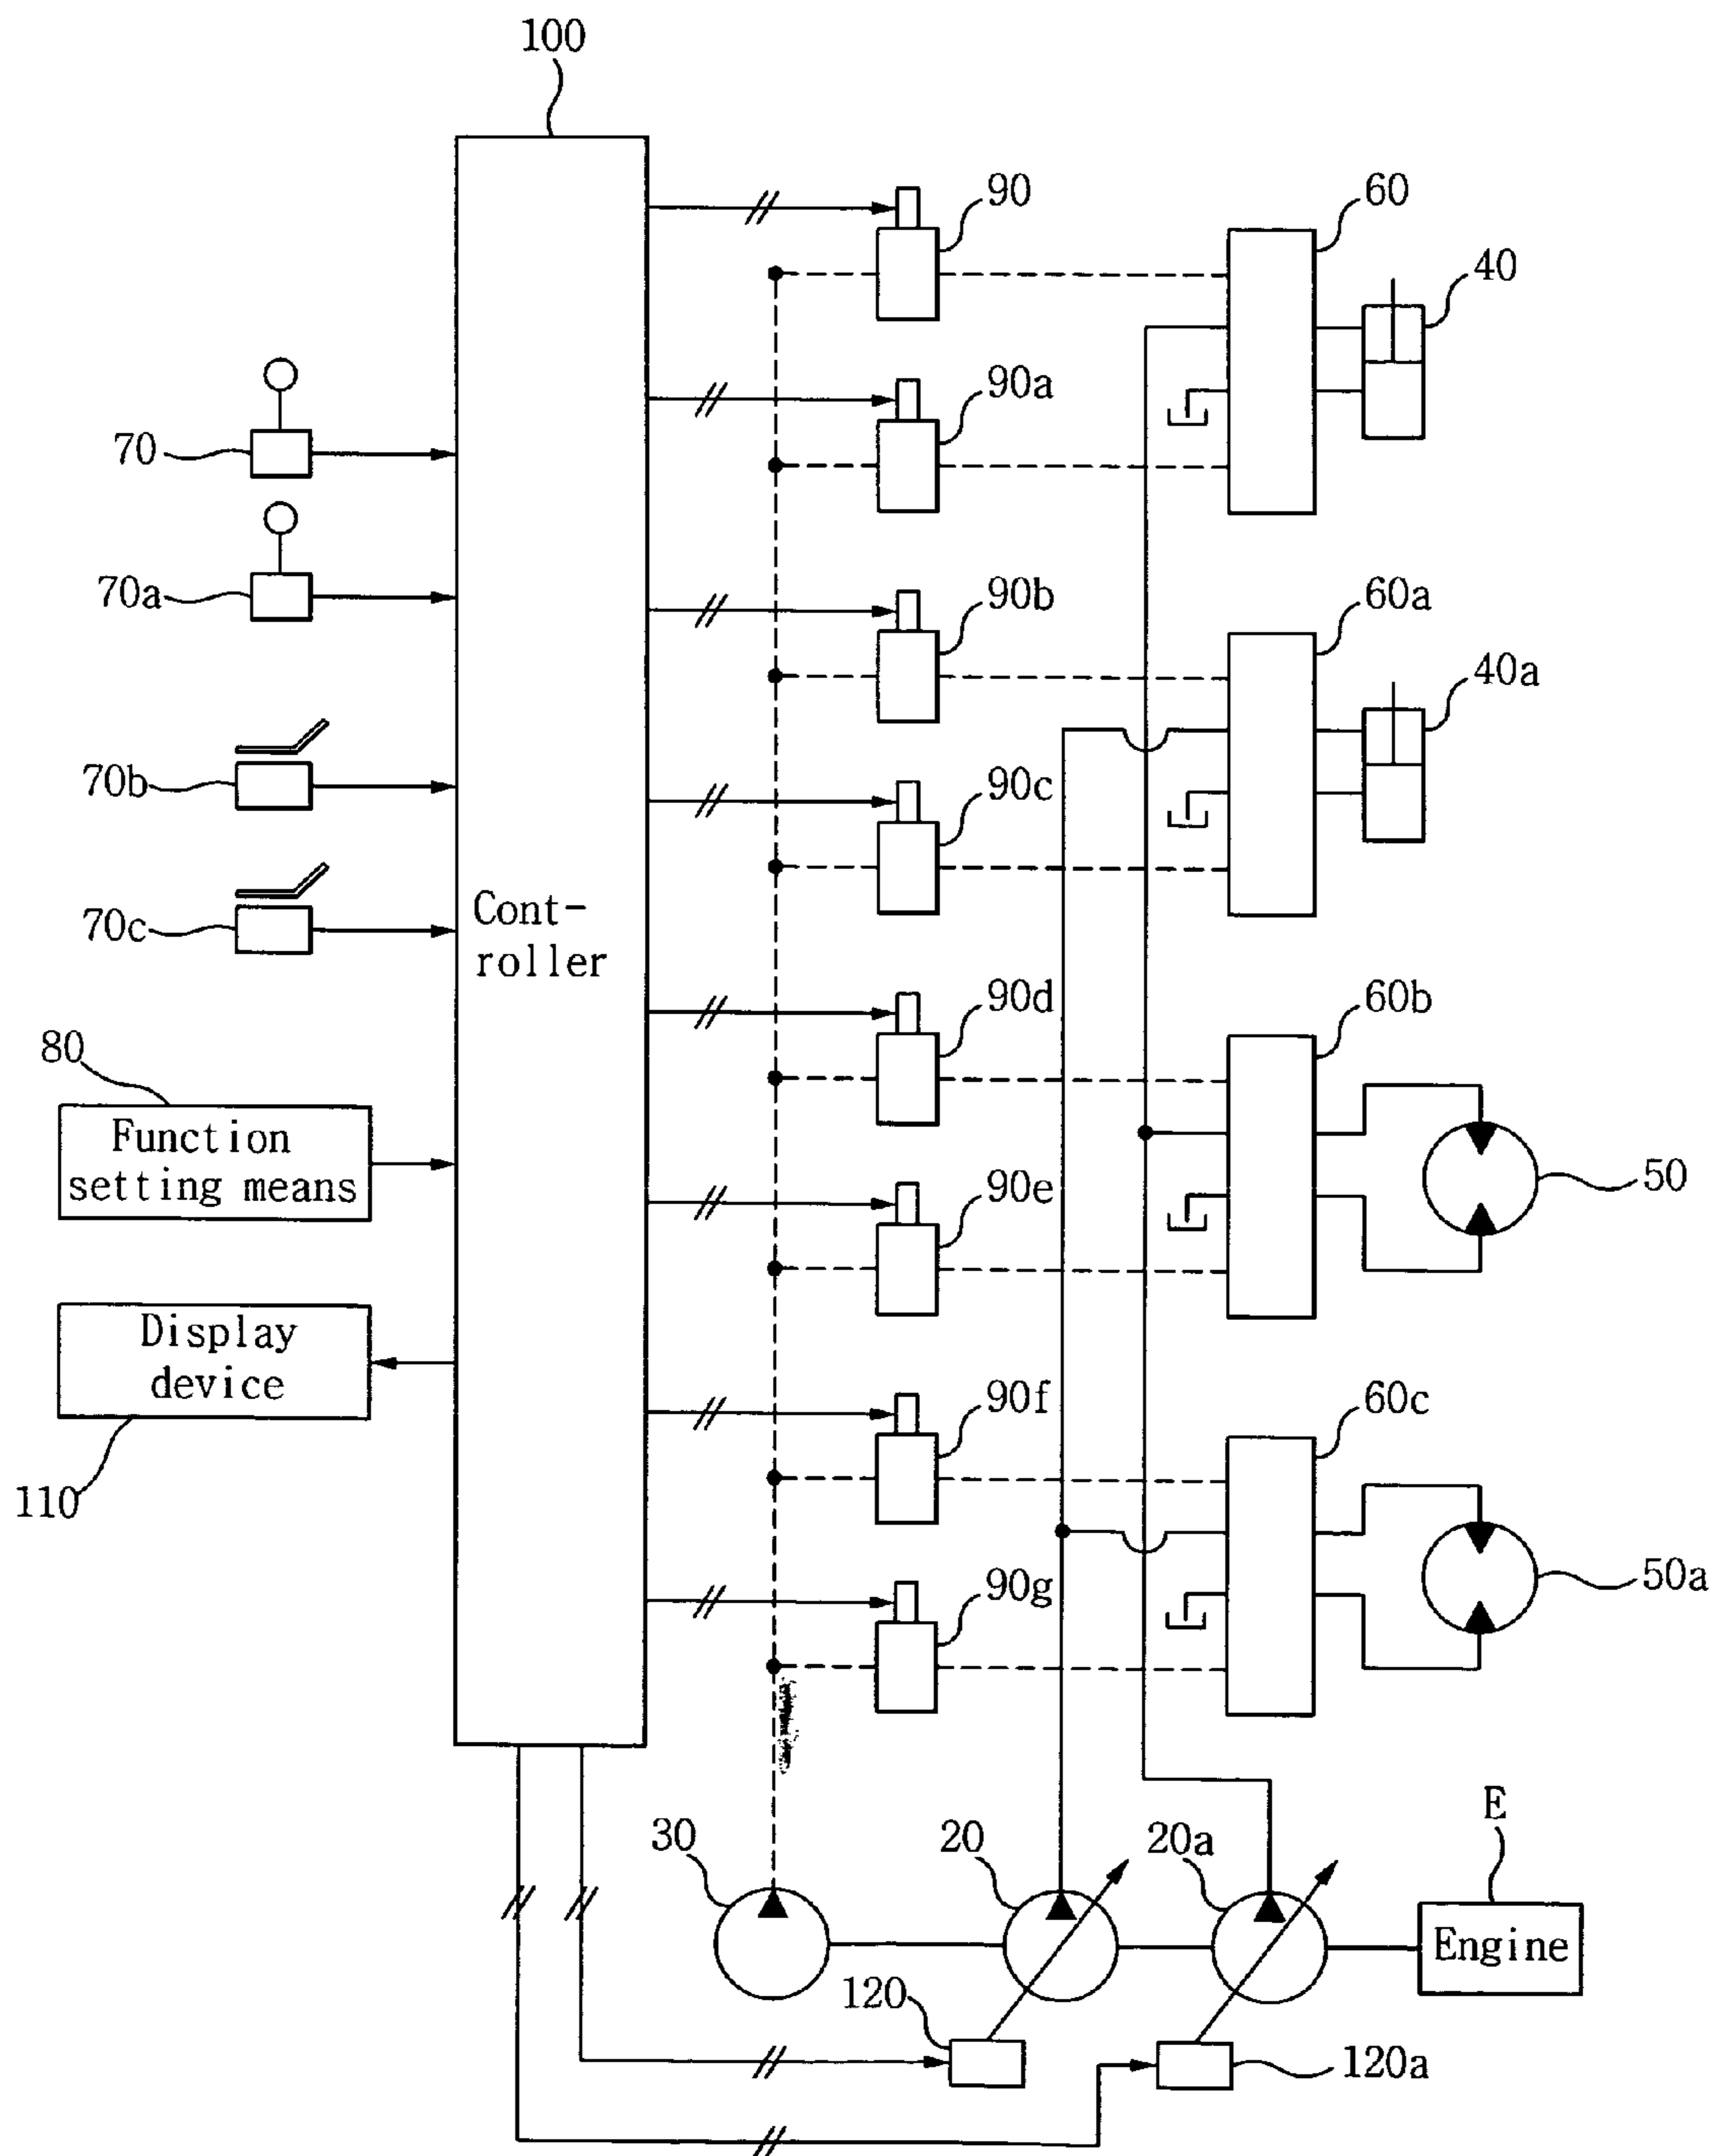 100
90
60
40
90a
70
70a
90b
60a
40a
70b
90c
70c
Cont-
roller
90d
60b
80
Function
setting means
90e
50
Display
device
110
90f
60c
90g
50a
30
20
20a
E
Engine
120
120a